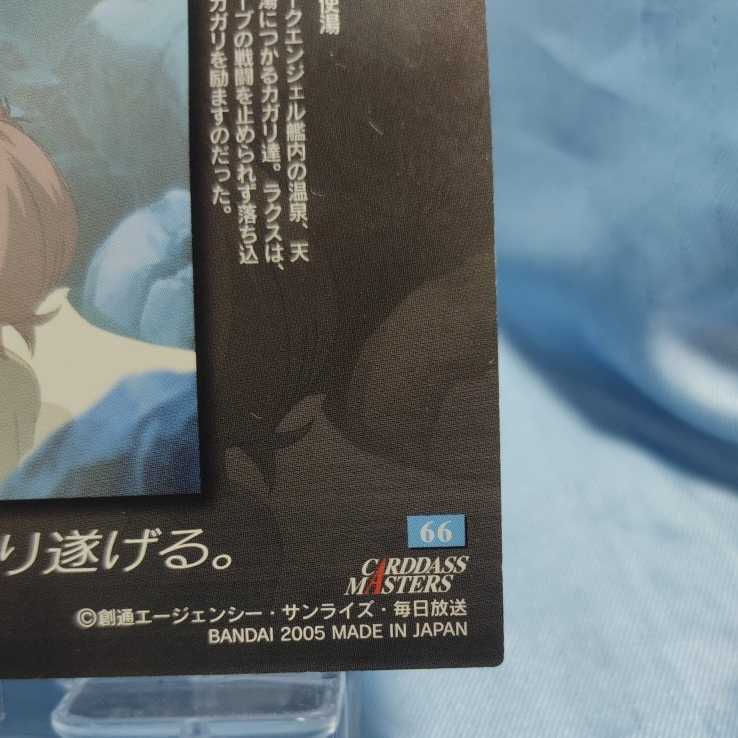 使湯
ークエンジェル艦内の温泉、天
湯につかるカガリ達。ラクスは、
ーブの戦闘を止められず落ち込
カガリを励ますのだった。
り遂げる。
66
CARDDASS
MASTERS
©創通エージェンシー・サンライズ・毎日放送
BANDAI 2005 MADE IN JAPAN